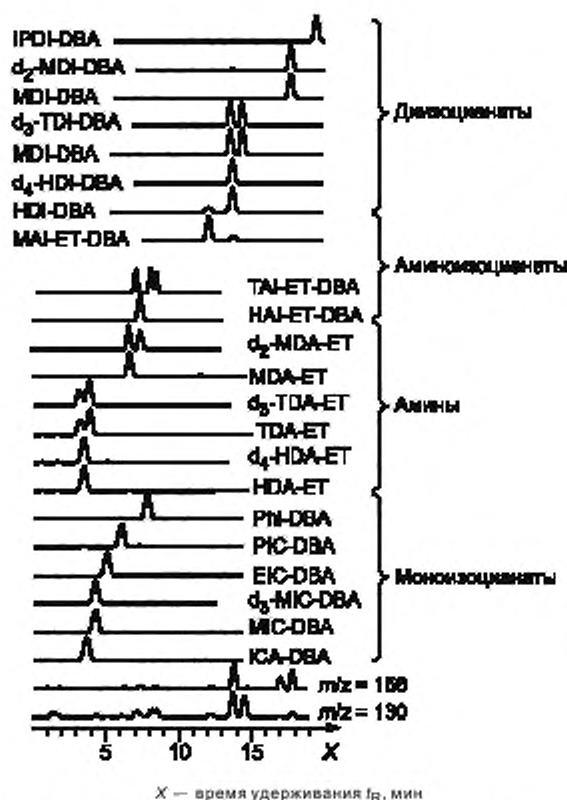 IPDI-DBA
d2-MDI-DBA
MDI-DBA
d3-TDI-DBA
MDI-DBA
d4-HDI-DBA
HDI-DBA
MAI-ET-DBA
Диизоцианаты
TAI-ET-DBA
HAI-ET-DBA
Аминоизоцианаты
d2-MDA-ET
MDA-ET
d3-TDA-ET
TDA-ET
d4-HDA-ET
HDA-ET
Амины
PhI-DBA
PIC-DBA
EIC-DBA
d3-MIC-DBA
MIC-DBA
ICA-DBA
Моноизоцианаты
m/z = 188
m/z = 130
5 10 15 X
X — время удерживания tR, мин